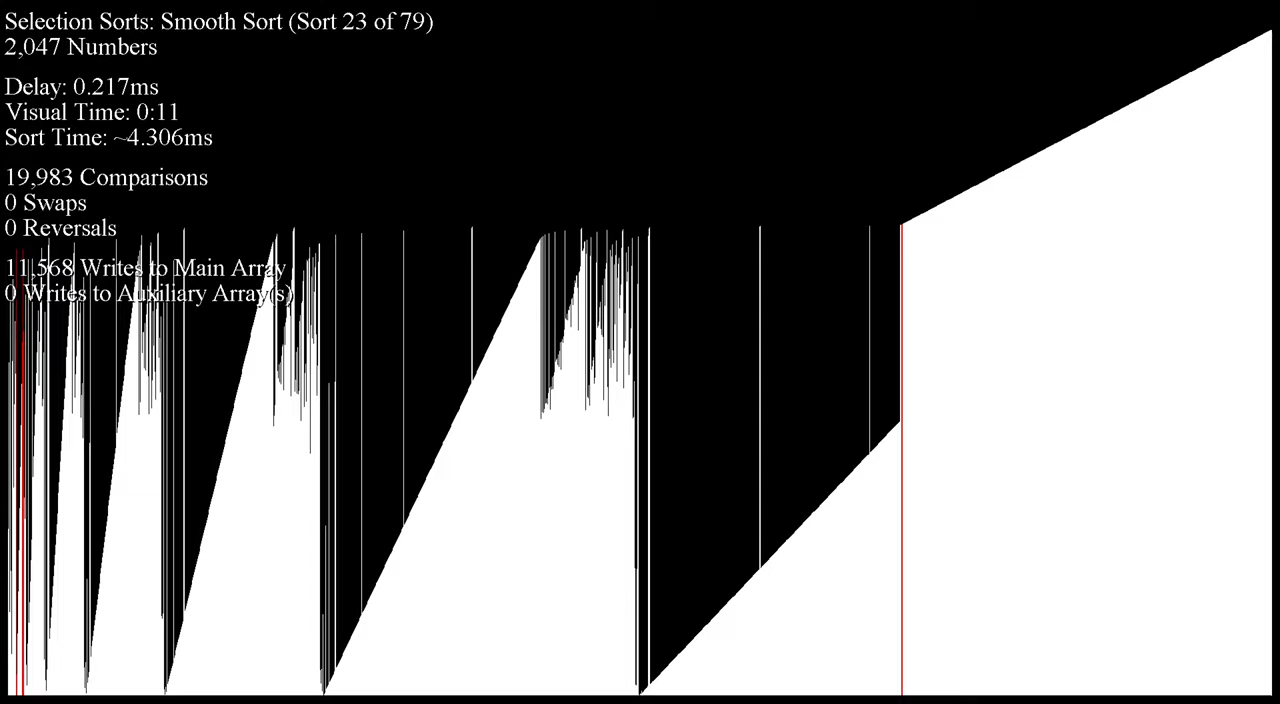 Selection Sorts: Smooth Sort (Sort 23 of 79)
2,047 Numbers
Delay: 0.217ms
Visual Time: 0:11
Sort Time: ~4.306ms
19,983 Comparisons
0 Swaps
0 Reversals
11,568 Writes to Main Array
0 Writes to Auxiliary Array(s)